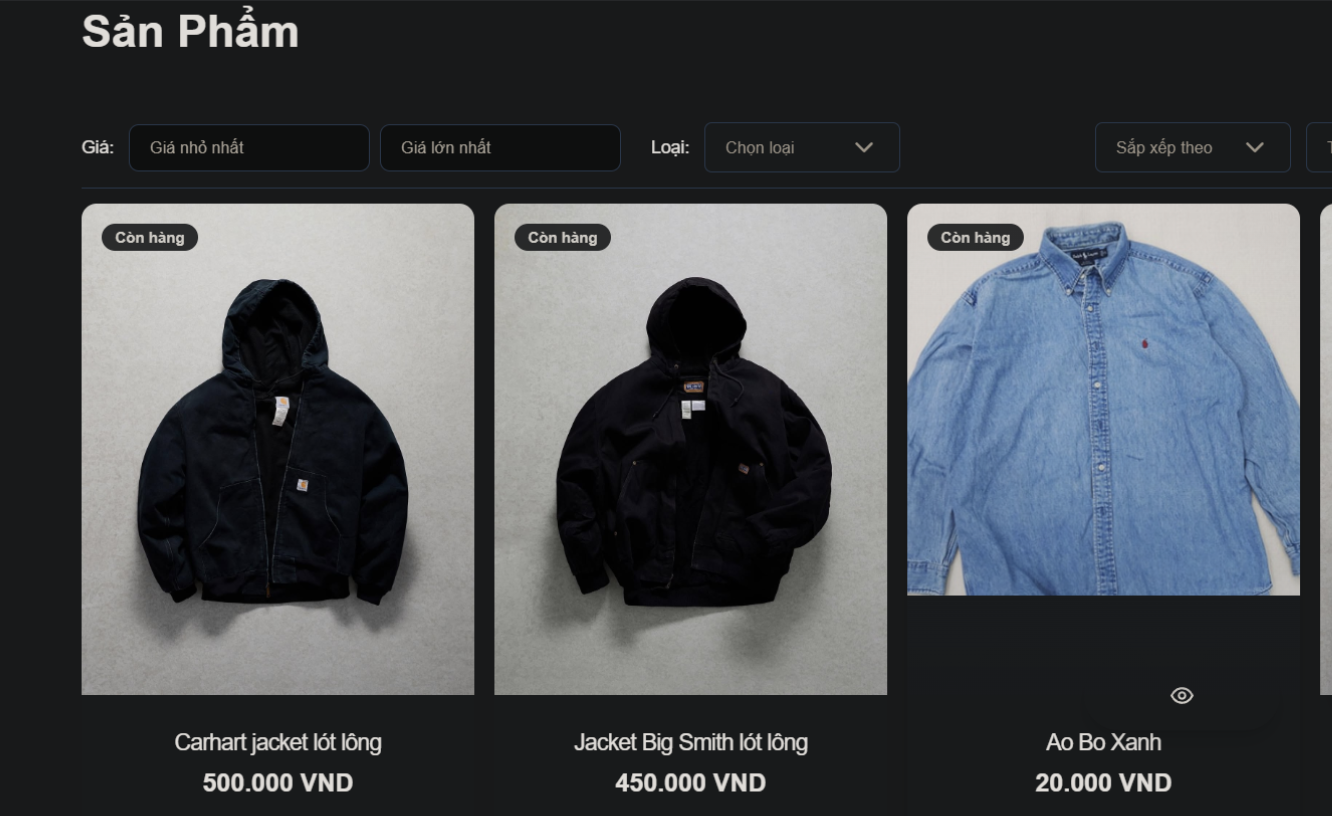 Sản Phẩm
Giá: Giá nhỏ nhất Giá lớn nhất Loại: Chọn loại Sắp xếp theo
Còn hàng Còn hàng Còn hàng
Carhart jacket lót lông Jacket Big Smith lót lông Ao Bo Xanh
500.000 VND 450.000 VND 20.000 VND